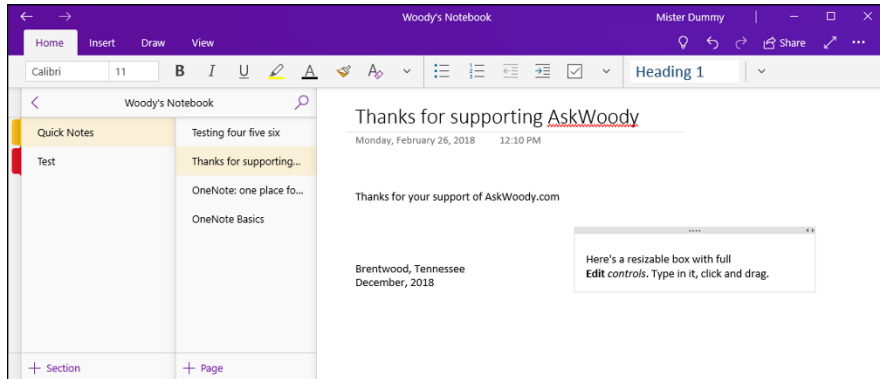 Woody's Notebook
Mister Dummy
Home Insert Draw View
Share
Calibri 11 B I U A A Heading 1
Woody's Notebook
Quick Notes
Test
Testing four five six
Thanks for supporting...
OneNote: one place fo...
OneNote Basics
+ Section
+ Page
Thanks for supporting AskWoody
Monday, February 26, 2018 12:10 PM
Thanks for your support of AskWoody.com
Here's a resizable box with full
Edit controls. Type in it, click and drag.
Brentwood, Tennessee
December, 2018